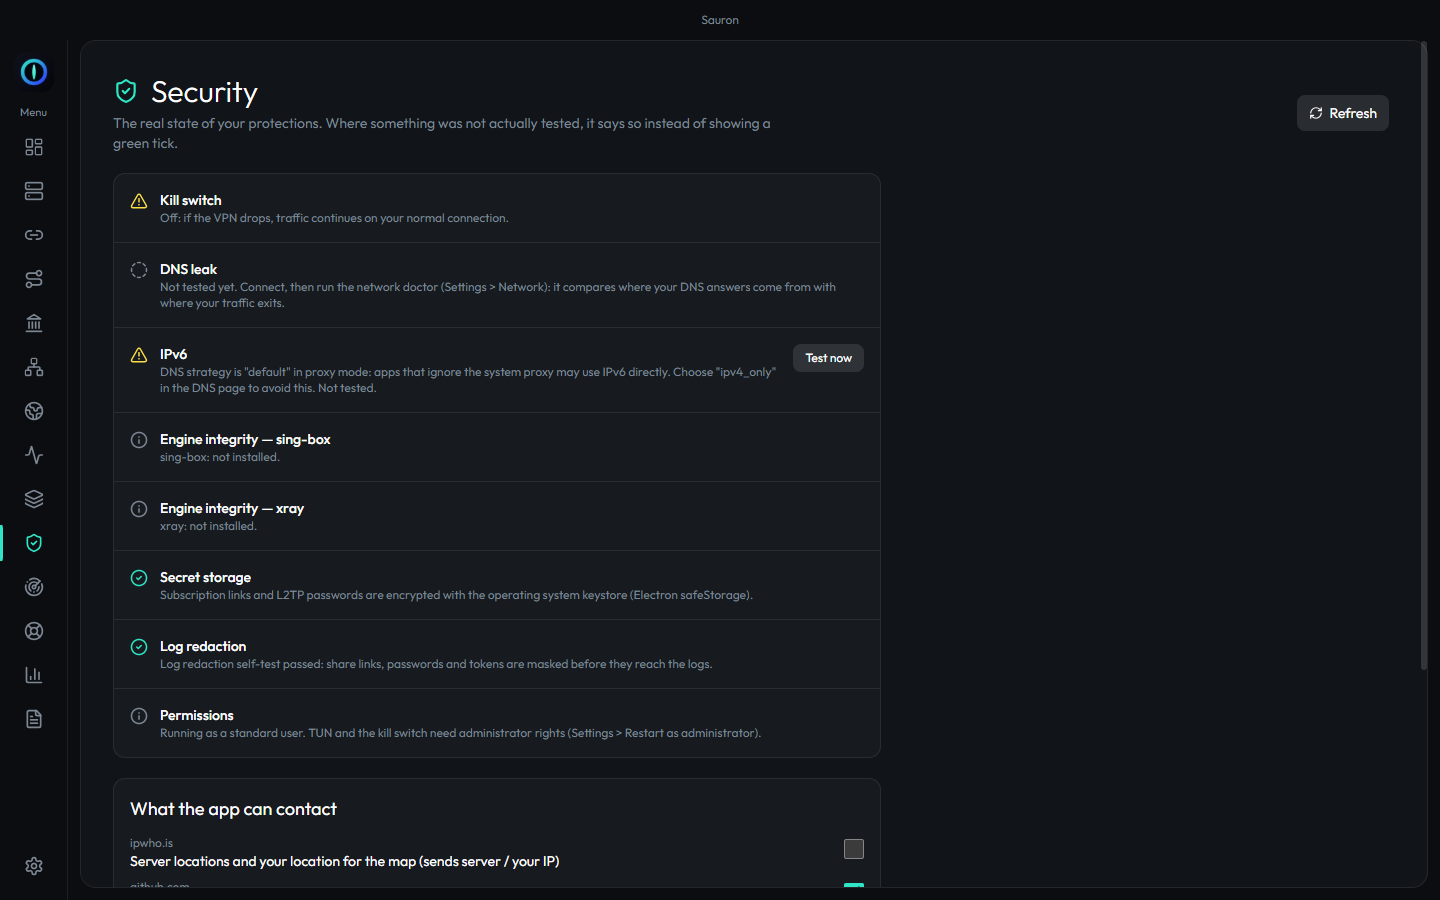 Sauron
Menu
Security
The real state of your protections. Where something was not actually tested, it says so instead of showing a
green tick.
Refresh
Kill switch
Off: if the VPN drops, traffic continues on your normal connection.
DNS leak
Not tested yet. Connect, then run the network doctor (Settings > Network): it compares where your DNS answers come from with
where your traffic exits.
IPv6
DNS strategy is "default" in proxy mode: apps that ignore the system proxy may use IPv6 directly. Choose "ipv4_only"
in the DNS page to avoid this. Not tested.
Test now
Engine integrity — sing-box
sing-box: not installed.
Engine integrity — xray
xray: not installed.
Secret storage
Subscription links and L2TP passwords are encrypted with the operating system keystore (Electron safeStorage).
Log redaction
Log redaction self-test passed: share links, passwords and tokens are masked before they reach the logs.
Permissions
Running as a standard user. TUN and the kill switch need administrator rights (Settings > Restart as administrator).
What the app can contact
ipwho.is
Server locations and your location for the map (sends server / your IP)
github.com